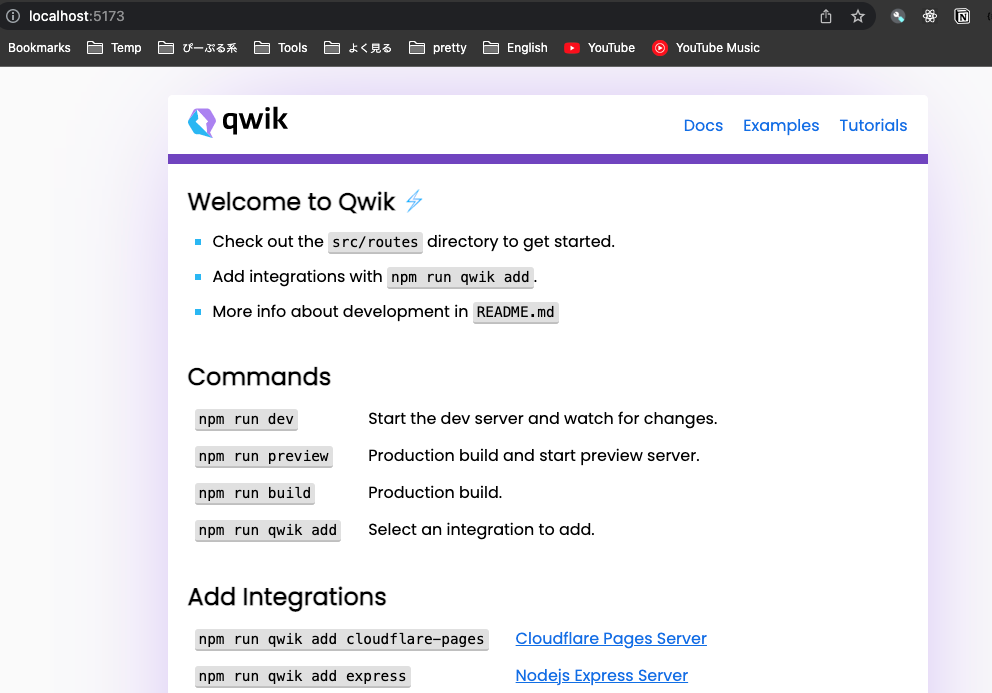 localhost:5173
Bookmarks Temp ぴーぷる系 Tools よく見る pretty English YouTube YouTube Music
qwik
Docs Examples Tutorials
Welcome to Qwik ⚡
Check out the src/routes directory to get started.
Add integrations with npm run qwik add.
More info about development in README.md
Commands
npm run dev Start the dev server and watch for changes.
npm run preview Production build and start preview server.
npm run build Production build.
npm run qwik add Select an integration to add.
Add Integrations
npm run qwik add cloudflare-pages Cloudflare Pages Server
npm run qwik add express Nodejs Express Server